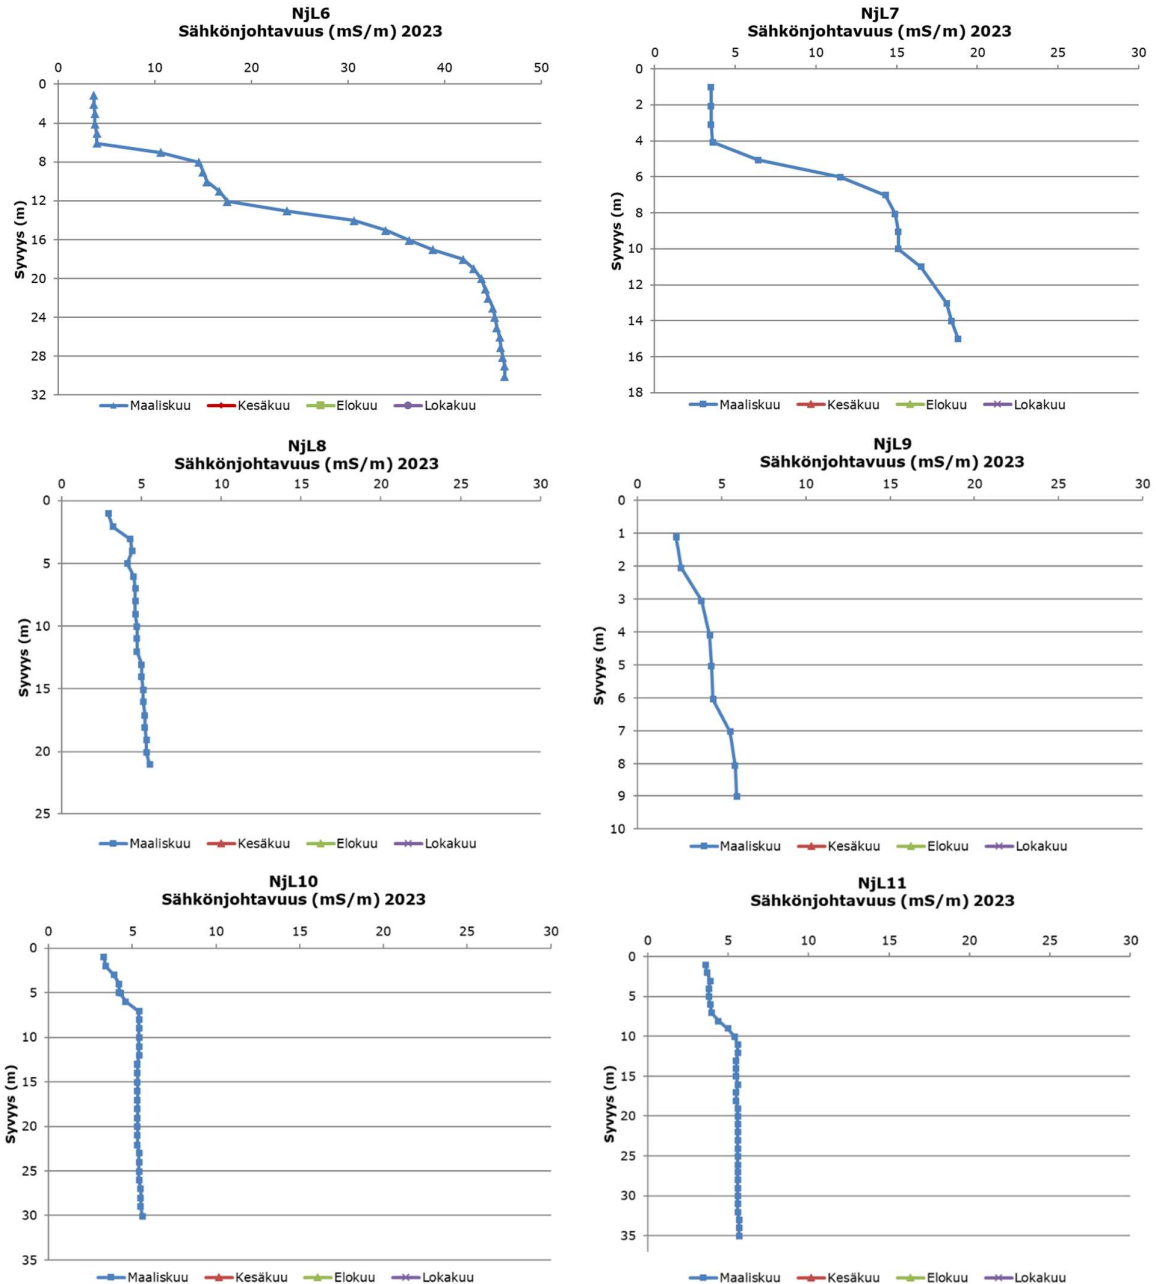 NjL6
Sähkönjohtavuus (mS/m) 2023
0 10 20 30 40 50
0
4
8
12
16
20
24
28
32
Syvyys (m)
Maaliskuu Kesäkuu Elokuu Lokakuu
NjL7
Sähkönjohtavuus (mS/m) 2023
0 5 10 15 20 25 30
0
2
4
6
8
10
12
14
16
18
Syvyys (m)
Maaliskuu Kesäkuu Elokuu Lokakuu
NjL8
Sähkönjohtavuus (mS/m) 2023
0 5 10 15 20 25 30
0
5
10
15
20
25
Syvyys (m)
Maaliskuu Kesäkuu Elokuu Lokakuu
NjL9
Sähkönjohtavuus (mS/m) 2023
0 5 10 15 20 25 30
0
1
2
3
4
5
6
7
8
9
10
Syvyys (m)
Maaliskuu Kesäkuu Elokuu Lokakuu
NjL10
Sähkönjohtavuus (mS/m) 2023
0 5 10 15 20 25 30
0
5
10
15
20
25
30
35
Syvyys (m)
Maaliskuu Kesäkuu Elokuu Lokakuu
NjL11
Sähkönjohtavuus (mS/m) 2023
0 5 10 15 20 25 30
0
5
10
15
20
25
30
35
Syvyys (m)
Maaliskuu Kesäkuu Elokuu Lokakuu